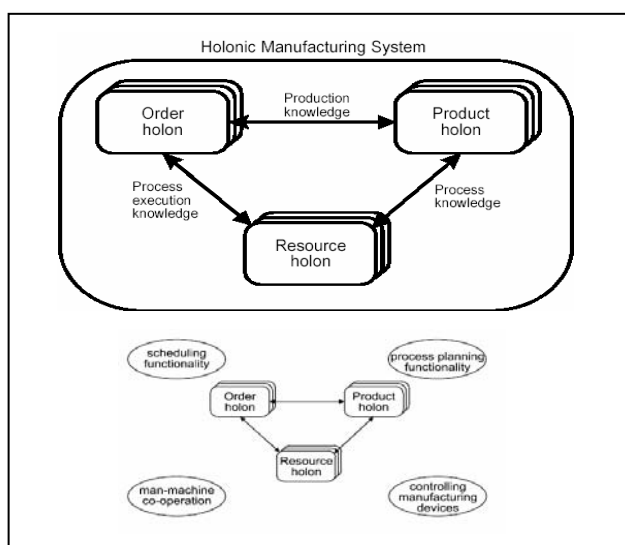 Holonic Manufacturing System
Order
holon
Production
knowledge
Product
holon
Process
execution
knowledge
Process
knowledge
Resource
holon
scheduling
functionality
process planning
functionality
Order
holon
Product
holon
Resource
holon
man-machine
co-operation
controlling
manufacturing
devices